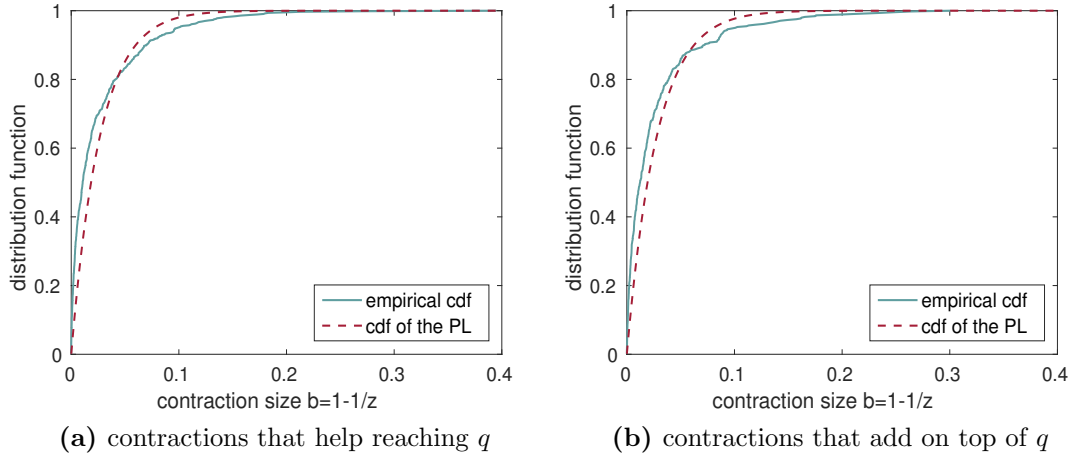 1
0.8
0.6
0.4
0.2
0
distribution function
empirical cdf
cdf of the PL
0 0.1 0.2 0.3 0.4
contraction size b=1-1/z
(a) contractions that help reaching q
1
0.8
0.6
0.4
0.2
0
distribution function
empirical cdf
cdf of the PL
0 0.1 0.2 0.3 0.4
contraction size b=1-1/z
(b) contractions that add on top of q